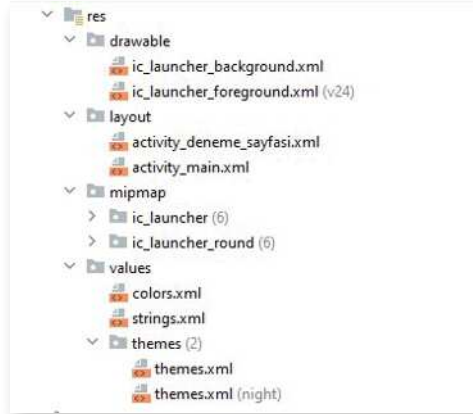 res
drawable
ic_launcher_background.xml
ic_launcher_foreground.xml (v24)
layout
activity_deneme_sayfasi.xml
activity_main.xml
mipmap
ic_launcher (6)
ic_launcher_round (6)
values
colors.xml
strings.xml
themes (2)
themes.xml
themes.xml (night)